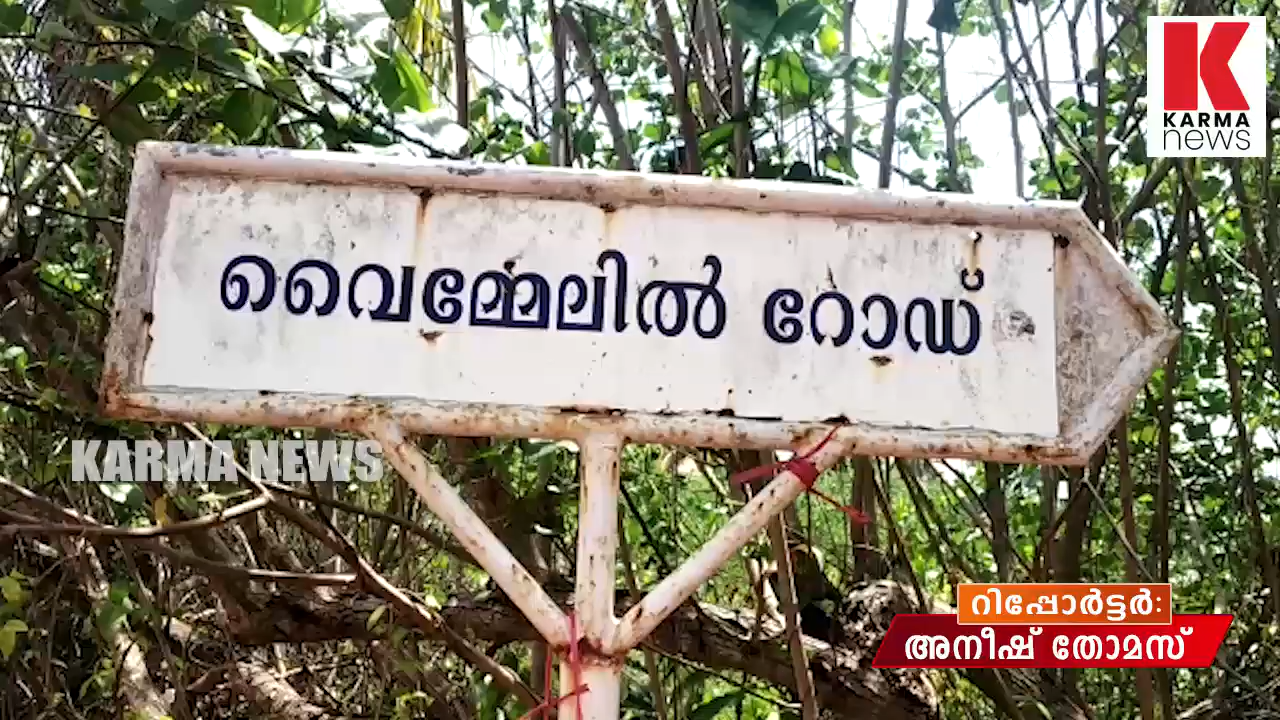 K
KARMA
news
വൈമ്മേലിൽ റോഡ്
KARMA NEWS
റിപ്പോർട്ടർ:
അനീഷ് തോമസ്